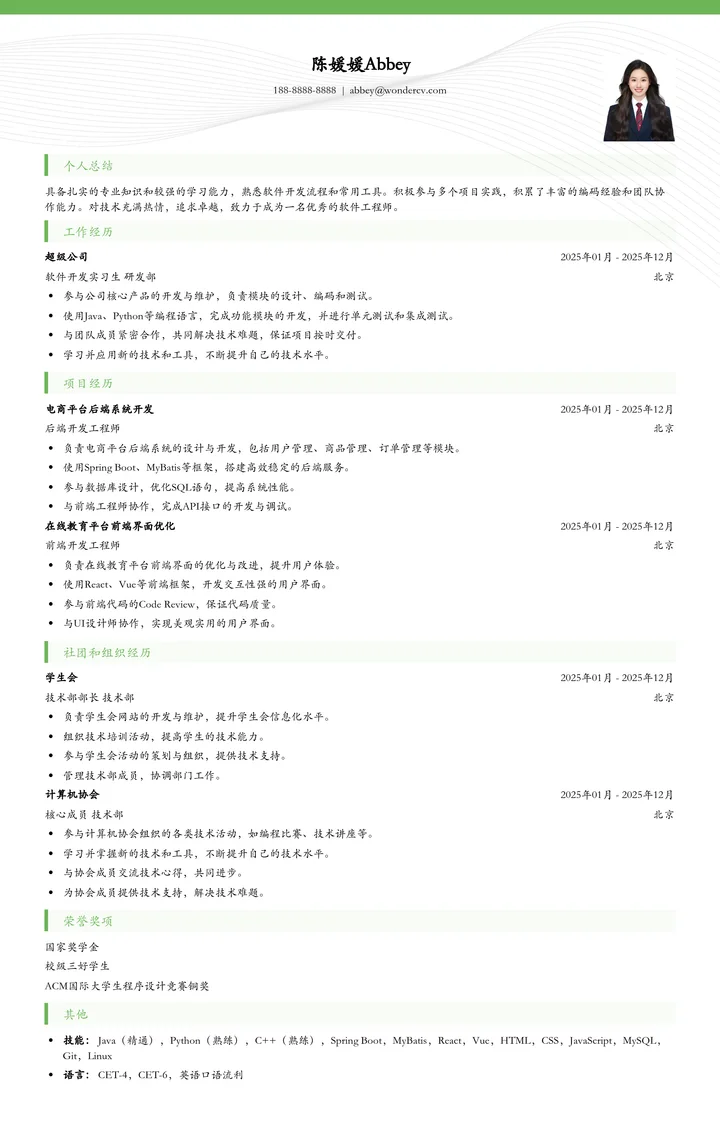 陈媛媛Abbey
188-8888-8888 | abbey@wondercv.com
个人总结
具备扎实的专业知识和较强的学习能力，熟悉软件开发流程和常用工具。积极参与多个项目实践，积累了丰富的编码经验和团队协
作能力。对技术充满热情，追求卓越，致力于成为一名优秀的软件工程师。
工作经历
超级公司 2025年01月 - 2025年12月
软件开发实习生 研发部 北京
• 参与公司核心产品的开发与维护，负责模块的设计、编码和测试。
• 使用Java、Python等编程语言，完成功能模块的开发，并进行单元测试和集成测试。
• 与团队成员紧密合作，共同解决技术难题，保证项目按时交付。
• 学习并应用新的技术和工具，不断提升自己的技术水平。
项目经历
电商平台后端系统开发 2025年01月 - 2025年12月
后端开发工程师 北京
• 负责电商平台后端系统的设计与开发，包括用户管理、商品管理、订单管理等模块。
• 使用Spring Boot、MyBatis等框架，搭建高效稳定的后端服务。
• 参与数据库设计，优化SQL语句，提高系统性能。
• 与前端工程师协作，完成API接口的开发与调试。
在线教育平台前端界面优化 2025年01月 - 2025年12月
前端开发工程师 北京
• 负责在线教育平台前端界面的优化与改进，提升用户体验。
• 使用React、Vue等前端框架，开发交互性强的用户界面。
• 参与前端代码的Code Review，保证代码质量。
• 与UI设计师协作，实现美观实用的用户界面。
社团和组织经历
学生会 2025年01月 - 2025年12月
技术部部长 技术部 北京
• 负责学生会网站的开发与维护，提升学生会信息化水平。
• 组织技术培训活动，提高学生的技术能力。
• 参与学生会活动的策划与组织，提供技术支持。
• 管理技术部成员，协调部门工作。
计算机协会 2025年01月 - 2025年12月
核心成员 技术部 北京
• 参与计算机协会组织的各类技术活动，如编程比赛、技术讲座等。
• 学习并掌握新的技术和工具，不断提升自己的技术水平。
• 与协会成员交流技术心得，共同进步。
• 为协会成员提供技术支持，解决技术难题。
荣誉奖项
国家奖学金
校级三好学生
ACM国际大学生程序设计竞赛铜奖
其他
• 技能： Java（精通），Python（熟练），C++（熟练），Spring Boot，MyBatis，React，Vue，HTML，CSS，JavaScript，MySQL，
Git，Linux
• 语言： CET-4，CET-6，英语口语流利